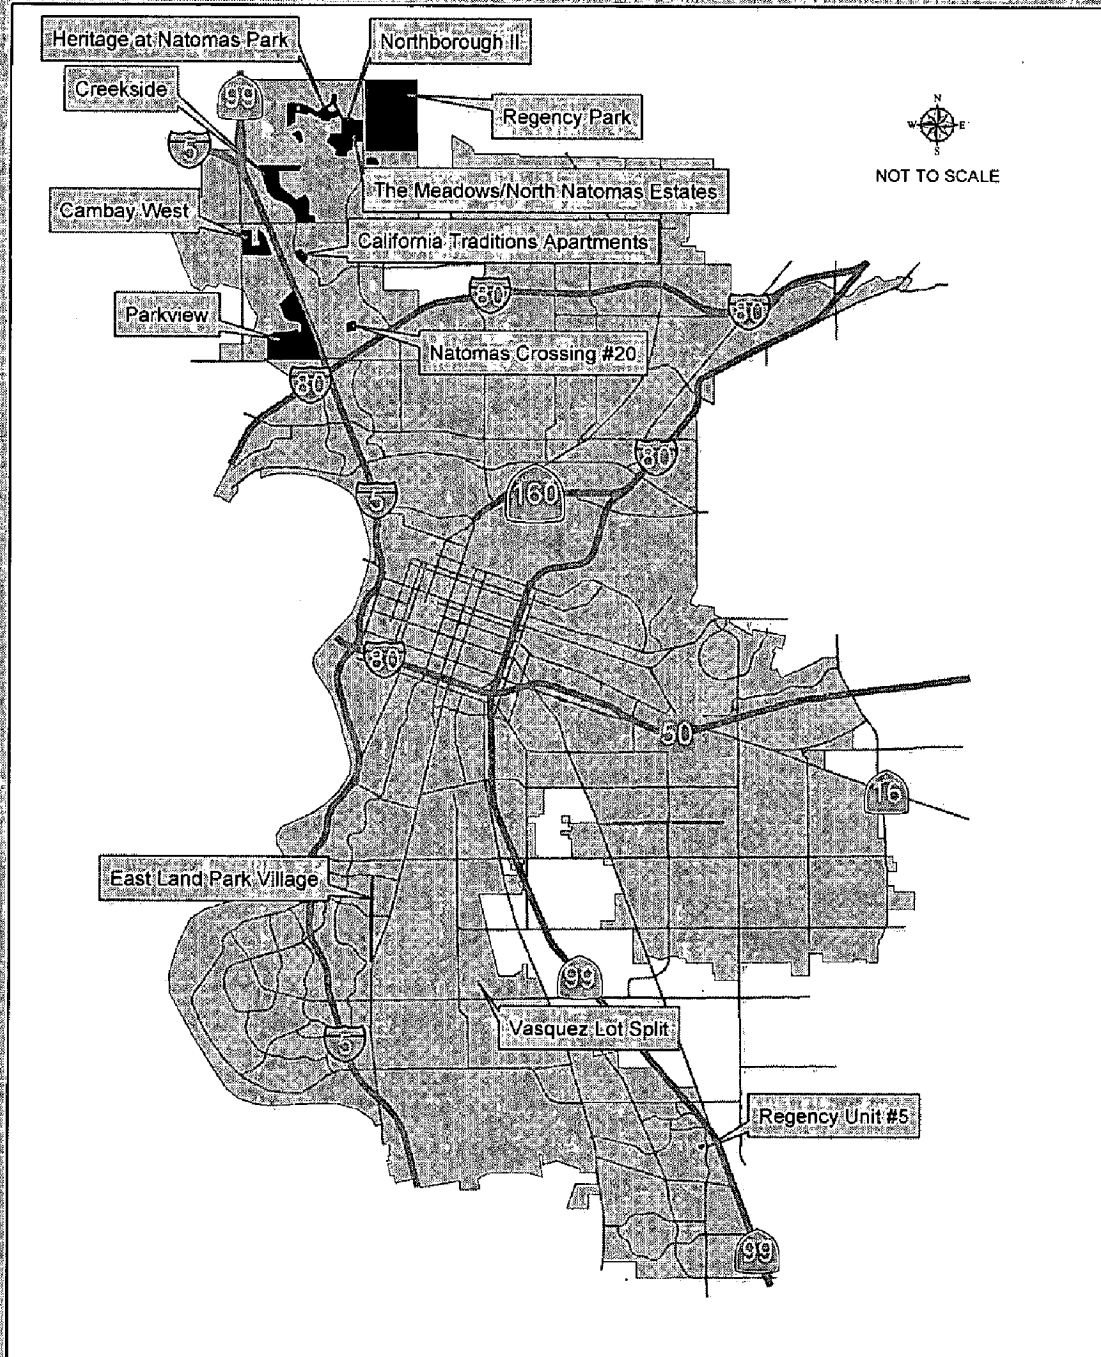 Heritage at Natomas Park
Northborough II
Creekside
99
Regency Park
N
W E
S
5
NOT TO SCALE
The Meadows/North Natomas Estates
Cambay West
California Traditions Apartments
80
80
Parkview
Natomas Crossing #20
80
80
5
160
80
50
16
East Land Park Village
99
Vasquez Lot Split
5
Regency Unit #5
99